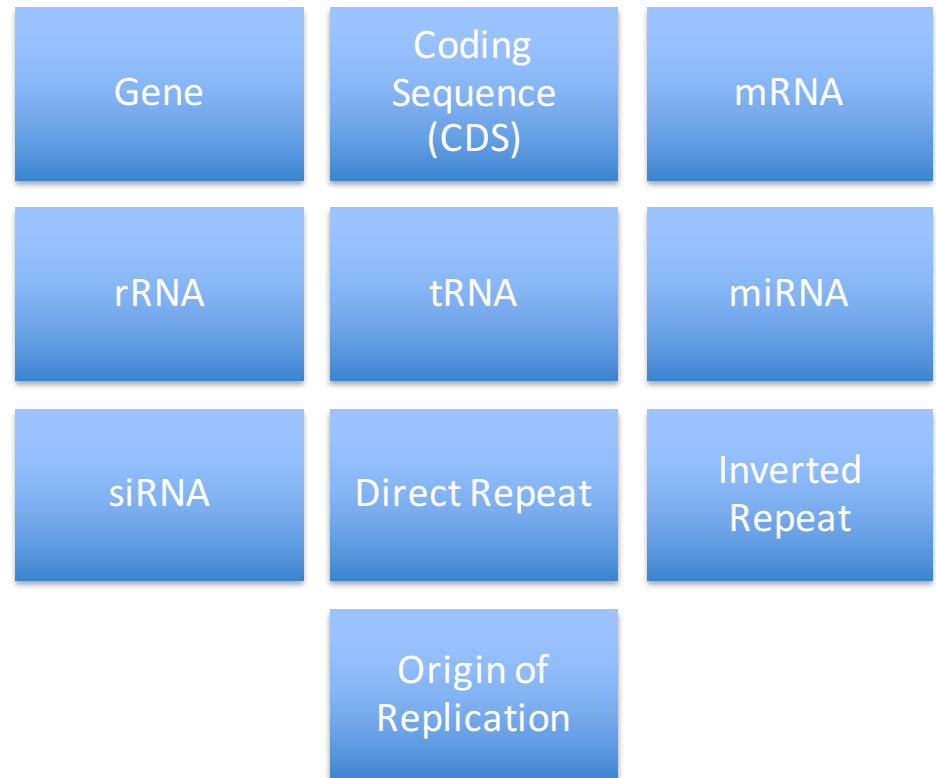 Gene
Coding
Sequence
(CDS)
mRNA
rRNA
tRNA
miRNA
siRNA
Direct Repeat
Inverted
Repeat
Origin of
Replication